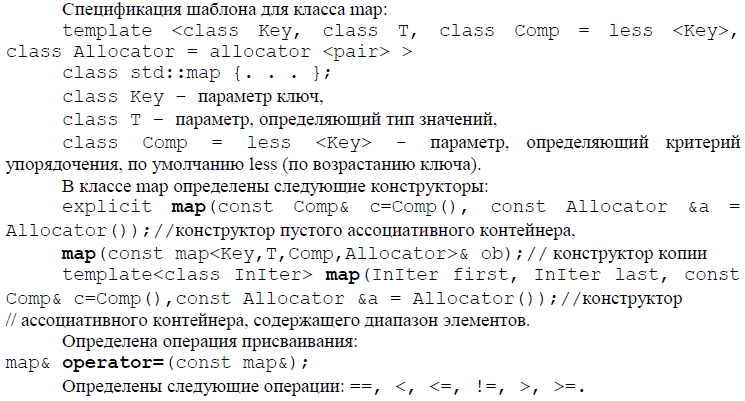 Спецификация шаблона для класса map:
template <class Key, class T, class Comp = less <Key>,
class Allocator = allocator <pair> >
class std::map {. . . };
class Key – параметр ключ,
class T – параметр, определяющий тип значений,
class Comp = less <Key> – параметр, определяющий критерий
упорядочения, по умолчанию less (по возрастанию ключа).
В классе map определены следующие конструкторы:
explicit map(const Comp& c=Comp(), const Allocator &a =
Allocator());//конструктор пустого ассоциативного контейнера,
map(const map<Key,T,Comp,Allocator>& ob);// конструктор копии
template<class InIter> map(InIter first, InIter last, const
Comp& c=Comp(),const Allocator &a = Allocator());//конструктор
// ассоциативного контейнера, содержащего диапазон элементов.
Определена операция присваивания:
map& operator=(const map&);
Определены следующие операции: ==, <, <=, !=, >, >=.